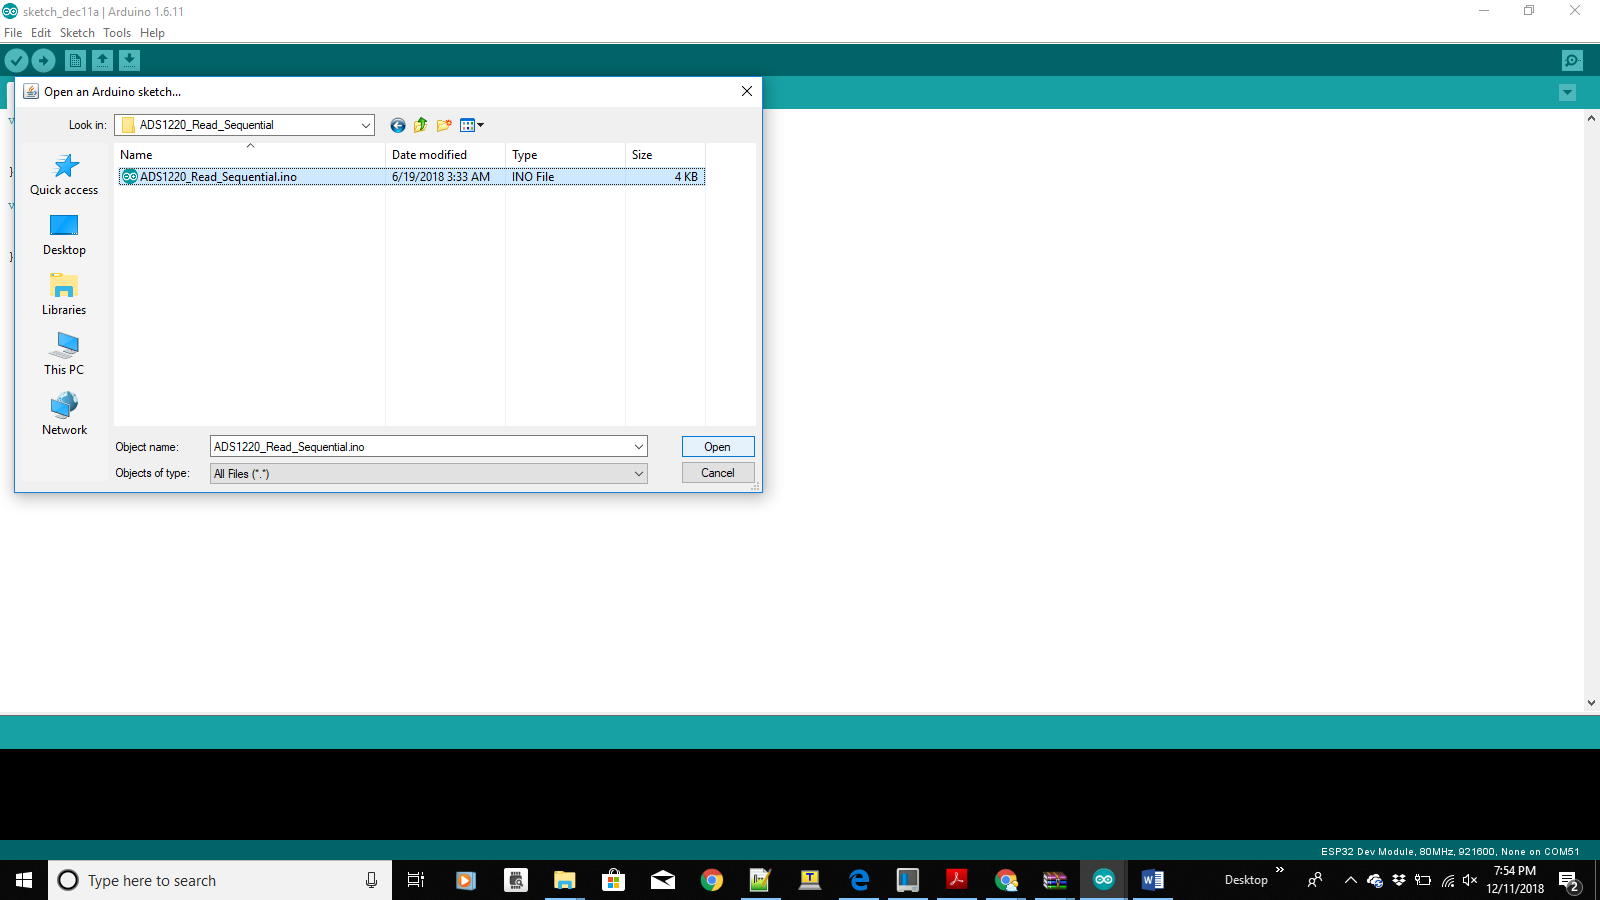 sketch_dec11a | Arduino 1.6.11
File Edit Sketch Tools Help
Open an Arduino sketch...
Look in: ADS1220_Read_Sequential
Name Date modified Type Size
ADS1220_Read_Sequential.ino 6/19/2018 3:33 AM INO File 4 KB
v
}
v
}
Quick access
Desktop
Libraries
This PC
Network
Object name: ADS1220_Read_Sequential.ino Open
Objects of type: All Files (*.*) Cancel
ESP32 Dev Module, 80MHz, 921600, None on COM51
Type here to search
T
Desktop »
7:54 PM
12/11/2018
2